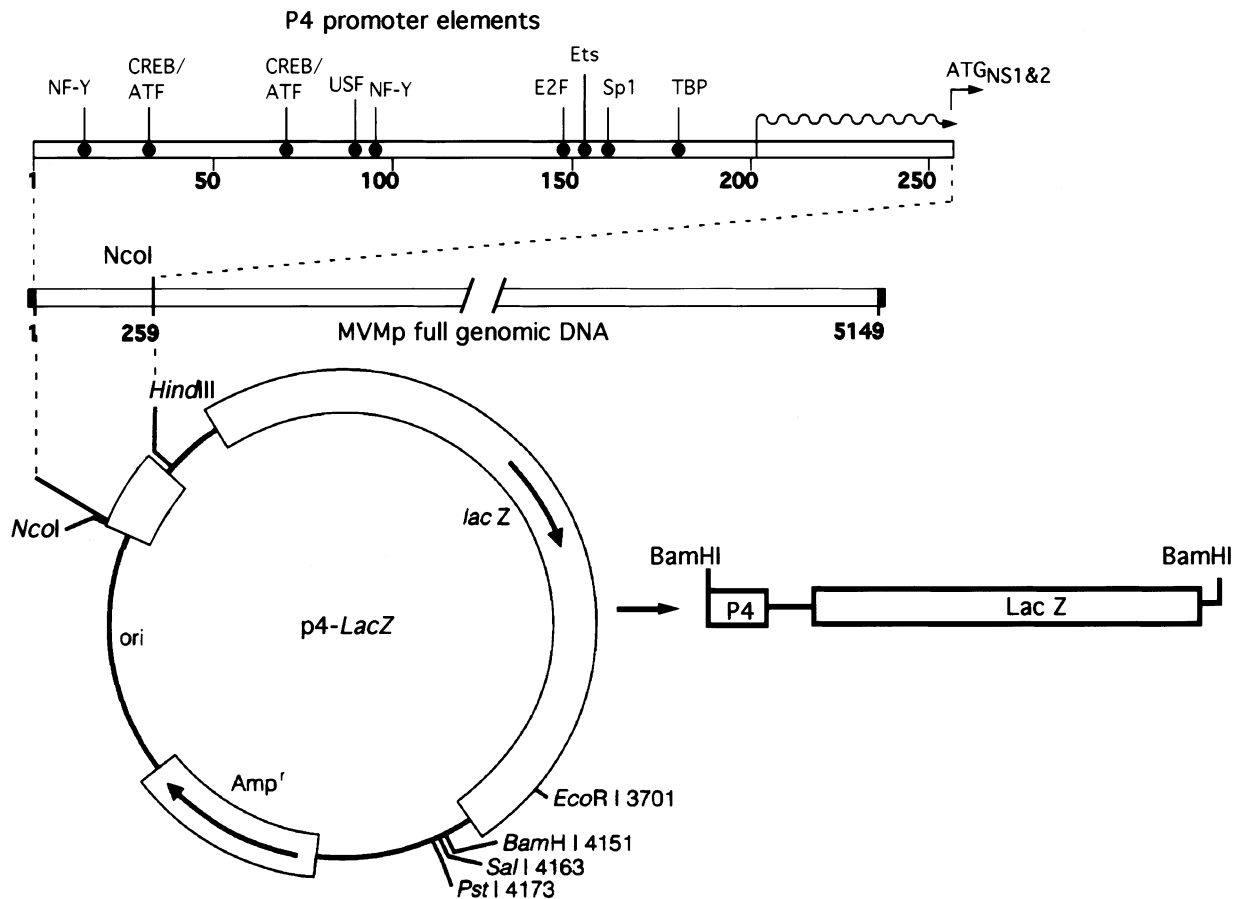 P4 promoter elements
Ets
CREB/
ATF
CREB/
ATF
NF-Y
USF
NF-Y
E2F
Sp1
TBP
ATG NS1&2
1
50
100
150
200
250
NcoI
1
259
MVMp full genomic DNA
5149
HindIII
NcoI
lac Z
ori
p4-LacZ
Amp r
EcoR I 3701
BamH I 4151
Sal I 4163
Pst I 4173
BamHI
BamHI
P4
Lac Z